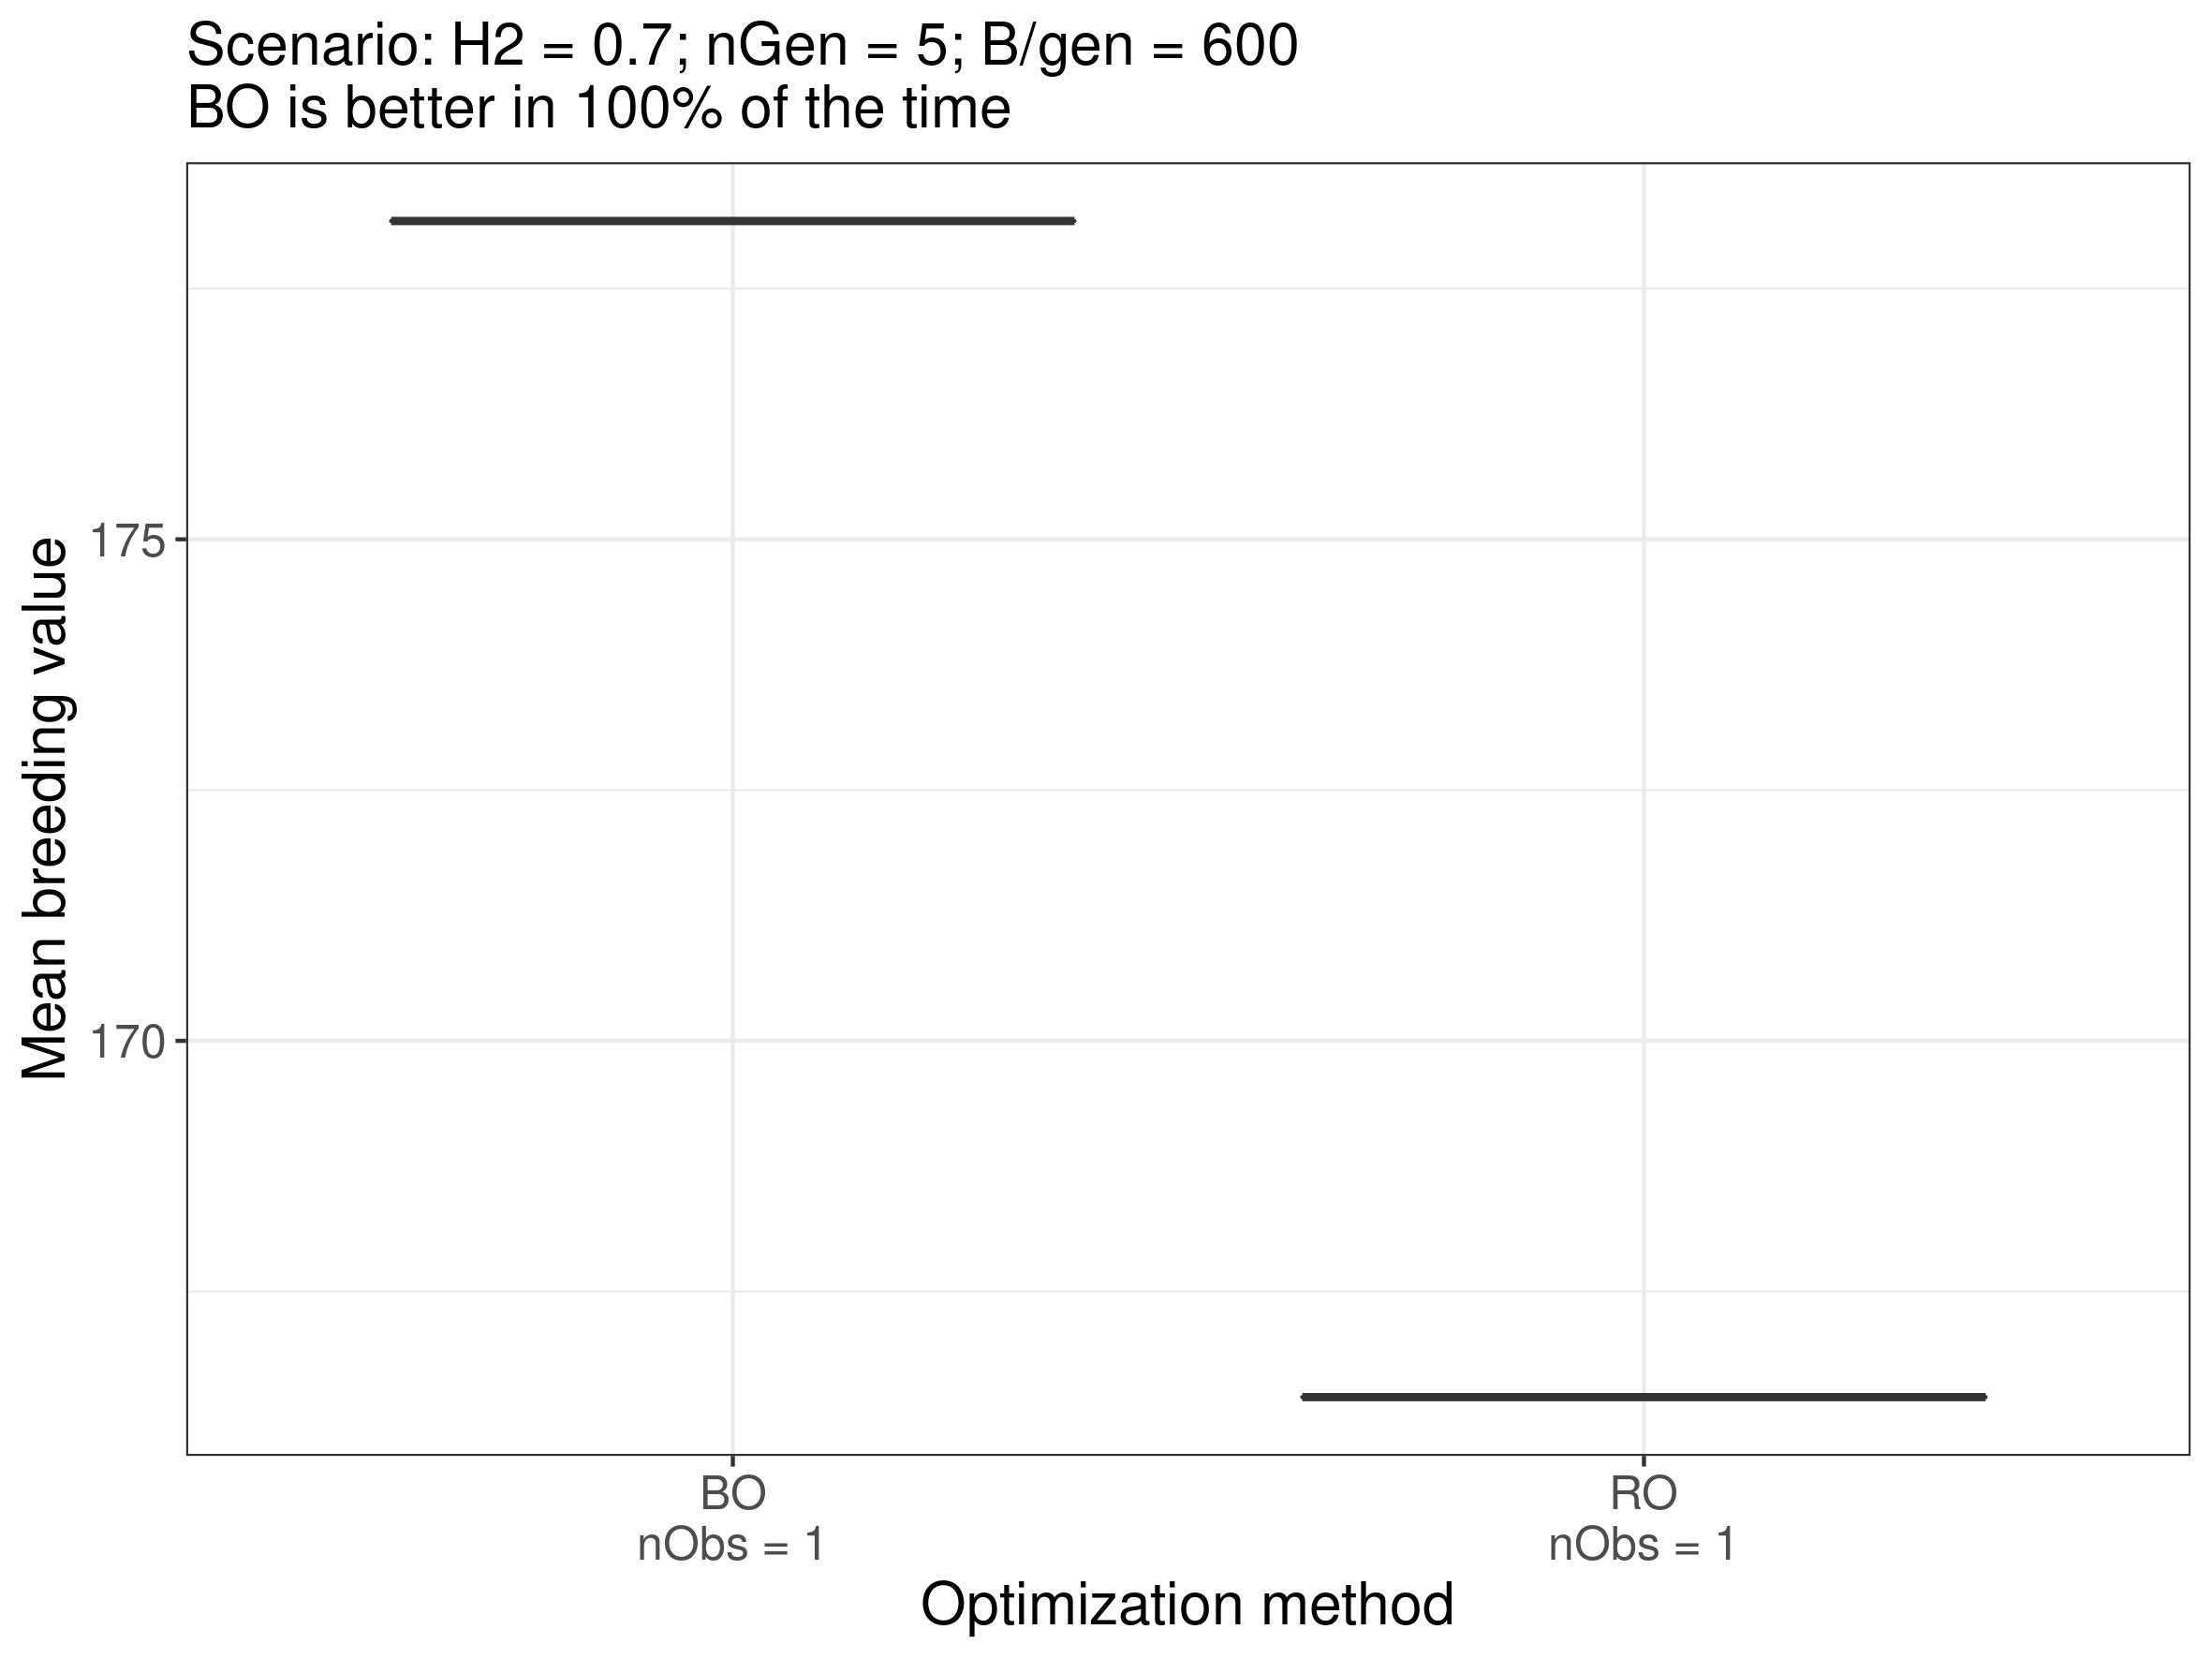 Scenario: H2 = 0.7; nGen = 5; B/gen = 600
BO is better in 100% of the time
Mean breeding value
175
170
BO
nObs = 1
RO
nObs = 1
Optimization method